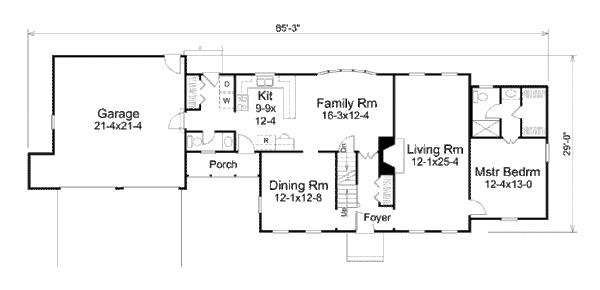 85'-3"
D
W
Kit
9-9x
12-4
Family Rm
16-3x12-4
Garage
21-4x21-4
R
Dn
Living Rm
12-1x25-4
29'-0"
Porch
Mstr Bedrm
12-4x13-0
Dining Rm
12-1x12-8
Up
Foyer